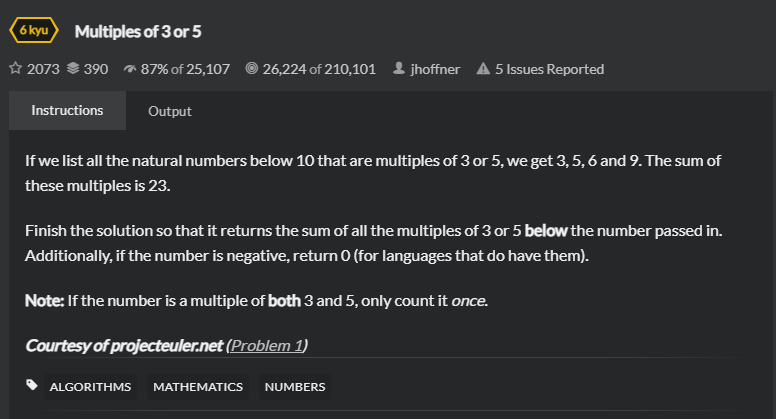 6 kyu Multiples of 3 or 5
2073 390 87% of 25,107 26,224 of 210,101 jhoffner 5 Issues Reported
Instructions Output
If we list all the natural numbers below 10 that are multiples of 3 or 5, we get 3, 5, 6 and 9. The sum of
these multiples is 23.
Finish the solution so that it returns the sum of all the multiples of 3 or 5 below the number passed in.
Additionally, if the number is negative, return 0 (for languages that do have them).
Note: If the number is a multiple of both 3 and 5, only count it once.
Courtesy of projecteuler.net (Problem 1)
ALGORITHMS MATHEMATICS NUMBERS